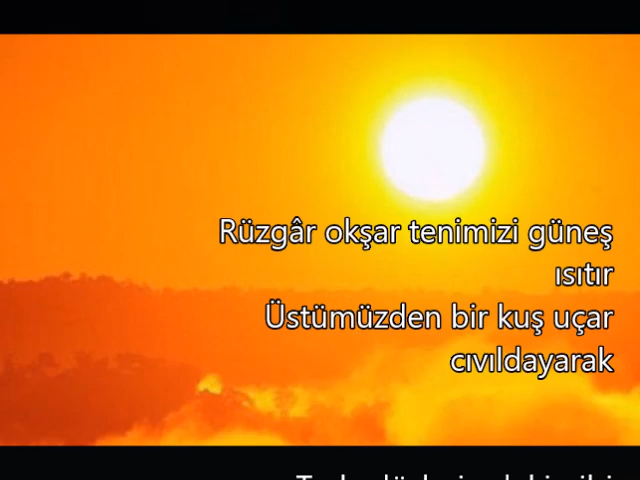 Rüzgâr okşar tenimizi güneş
ısıtır
Üstümüzden bir kuş uçar
cıvıldayarak